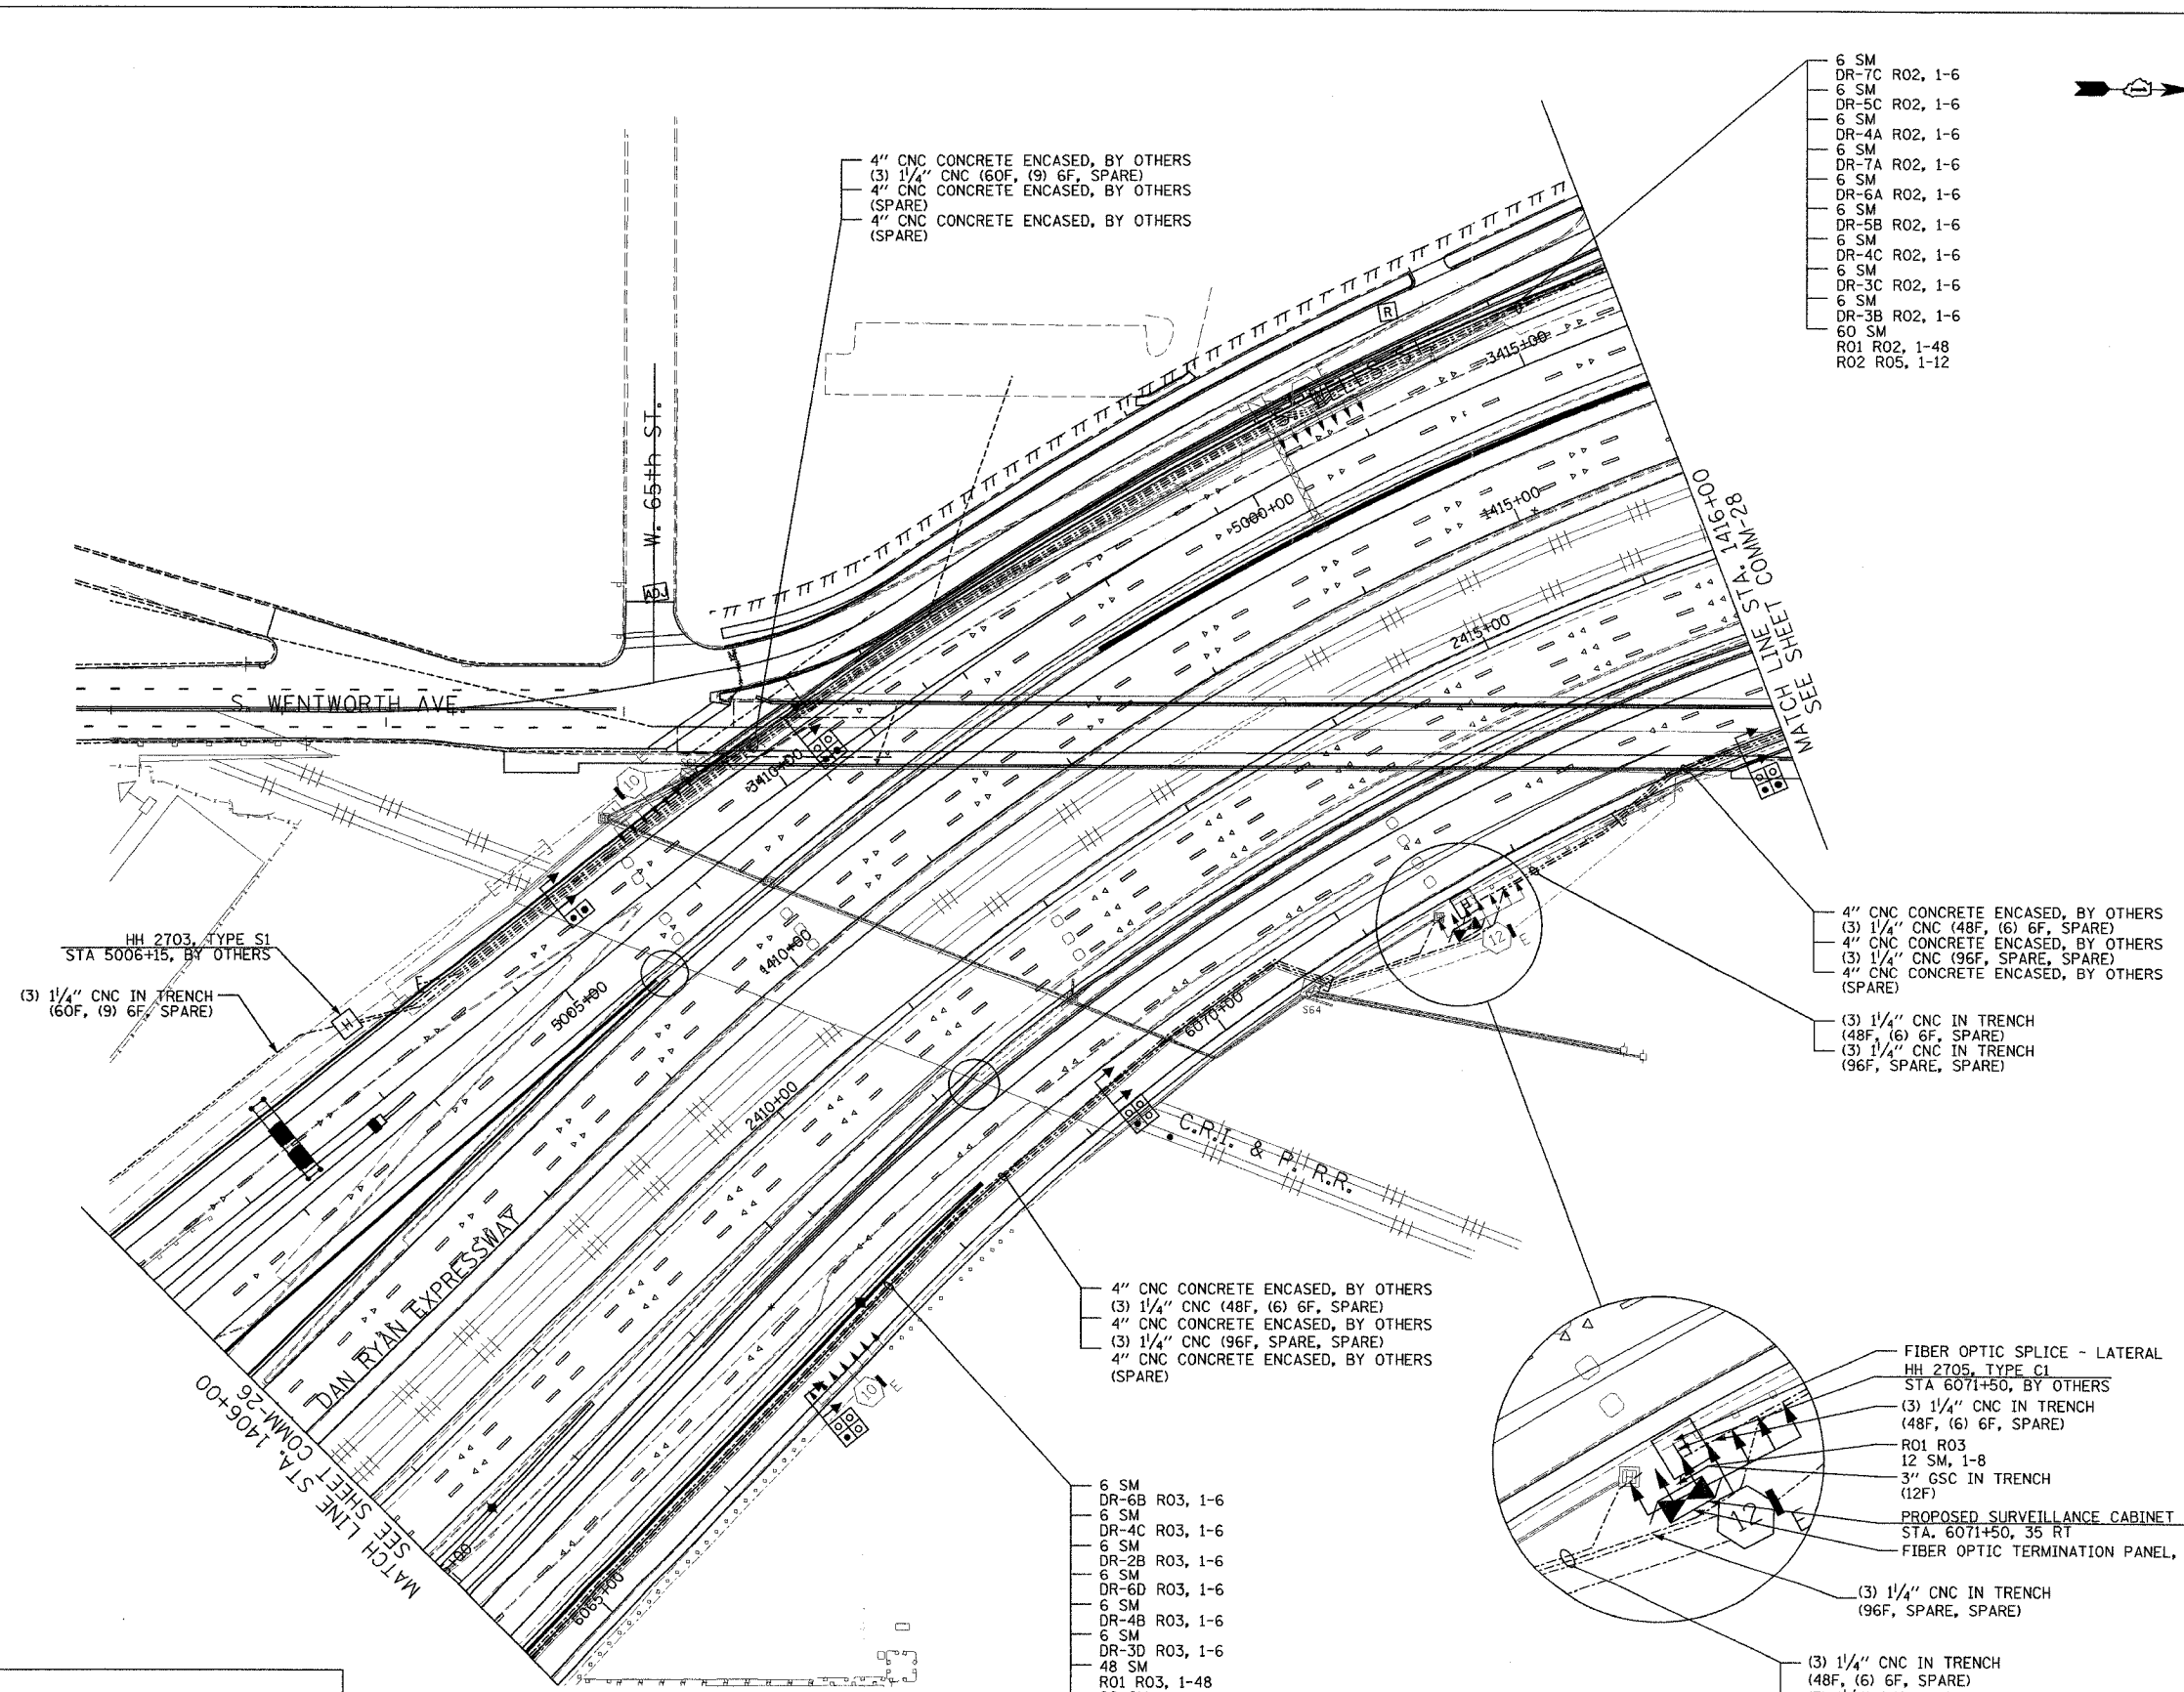 6 SM
DR-7C R02, 1-6
6 SM
DR-5C R02, 1-6
6 SM
DR-4A R02, 1-6
6 SM
DR-7A R02, 1-6
6 SM
DR-6A R02, 1-6
6 SM
DR-5B R02, 1-6
6 SM
DR-4C R02, 1-6
6 SM
DR-3C R02, 1-6
6 SM
DR-3B R02, 1-6
60 SM
R01 R02, 1-48
R02 R05, 1-12
4" CNC CONCRETE ENCASED, BY OTHERS
(3) 1¼" CNC (60F, (9) 6F, SPARE)
4" CNC CONCRETE ENCASED, BY OTHERS
(SPARE)
4" CNC CONCRETE ENCASED, BY OTHERS
(SPARE)
R
3415+00
W. 65th ST.
5000+00
1415+00
MATCH LINE STA. 1416+00
SEE SHEET COMM-28
ADJ
2415+00
S. WENTWORTH AVE.
3410+00
10
HH 2703, TYPE S1
STA 5006+15, BY OTHERS
(3) 1¼" CNC IN TRENCH
(60F, (9) 6F, SPARE)
H
E
5005+00
1410+00
H
12
E
6070+00
S64
4" CNC CONCRETE ENCASED, BY OTHERS
(3) 1¼" CNC (48F, (6) 6F, SPARE)
4" CNC CONCRETE ENCASED, BY OTHERS
(3) 1¼" CNC (96F, SPARE, SPARE)
4" CNC CONCRETE ENCASED, BY OTHERS
(SPARE)
(3) 1¼" CNC IN TRENCH
(48F, (6) 6F, SPARE)
(3) 1¼" CNC IN TRENCH
(96F, SPARE, SPARE)
2410+00
C.R.I. & P. R.R.
DAN RYAN EXPRESSWAY
MATCH LINE STA. 1406+00
SEE SHEET COMM-26
4" CNC CONCRETE ENCASED, BY OTHERS
(3) 1¼" CNC (48F, (6) 6F, SPARE)
4" CNC CONCRETE ENCASED, BY OTHERS
(3) 1¼" CNC (96F, SPARE, SPARE)
4" CNC CONCRETE ENCASED, BY OTHERS
(SPARE)
10
E
+00
6065+00
6 SM
DR-6B R03, 1-6
6 SM
DR-4C R03, 1-6
6 SM
DR-2B R03, 1-6
6 SM
DR-6D R03, 1-6
6 SM
DR-4B R03, 1-6
6 SM
DR-3D R03, 1-6
48 SM
R01 R03, 1-48
FIBER OPTIC SPLICE - LATERAL
HH 2705, TYPE C1
STA 6071+50, BY OTHERS
(3) 1¼" CNC IN TRENCH
(48F, (6) 6F, SPARE)
R01 R03
12 SM, 1-8
3" GSC IN TRENCH
(12F)
PROPOSED SURVEILLANCE CABINET
STA. 6071+50, 35 RT
FIBER OPTIC TERMINATION PANEL,
H
H
12
E
(3) 1¼" CNC IN TRENCH
(96F, SPARE, SPARE)
(3) 1¼" CNC IN TRENCH
(48F, (6) 6F, SPARE)